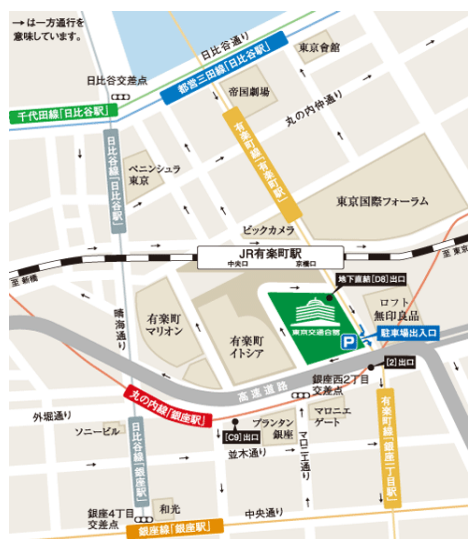 →は一方通行を
意味しています。
日比谷通り
都営三田線「日比谷駅」
東京會館
日比谷交差点
千代田線「日比谷駅」
帝国劇場
丸の内仲通り
日比谷線「日比谷駅」
有楽町線「有楽町駅」
ペニンシュラ
東京
東京国際フォーラム
ビックカメラ
JR有楽町駅
中央口
京橋口
至新橋
至東京
地下直結[D8]出口
晴海通り
有楽町
マリオン
有楽町
イトシア
東京交通会館
ロフト
無印良品
P
駐車場出入口
高速道路
[2]出口
銀座西2丁目
交差点
丸の内線「銀座駅」
外堀通り
ソニービル
[C9]出口
プランタン
銀座
マロニエ
ゲート
並木通り
マロニエ通り
有楽町線「銀座一丁目駅」
日比谷線「銀座駅」
銀座4丁目
交差点
和光
中央通り
銀座線「銀座駅」